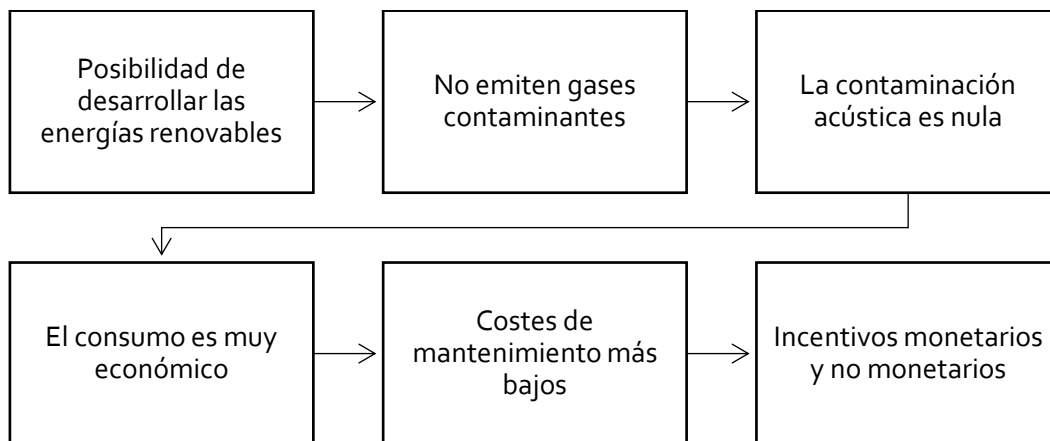 Posibilidad de
desarrollar las
energías renovables
No emiten gases
contaminantes
La contaminación
acústica es nula
El consumo es muy
económico
Costes de
mantenimiento más
bajos
Incentivos monetarios
y no monetarios